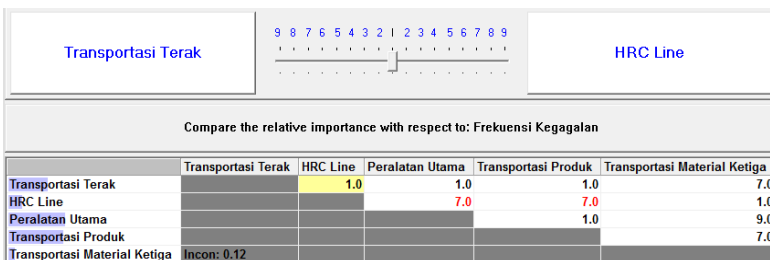 9 8 7 6 5 4 3 2 1 2 3 4 5 6 7 8 9
Transportasi Terak
HRC Line
Compare the relative importance with respect to: Frekuensi Kegagalan
Transportasi Terak HRC Line Peralatan Utama Transportasi Produk Transportasi Material Ketiga
Transportasi Terak 1.0 1.0 1.0 7.0
HRC Line 7.0 7.0 1.0
Peralatan Utama 1.0 9.0
Transportasi Produk 7.0
Transportasi Material Ketiga Incon: 0.12